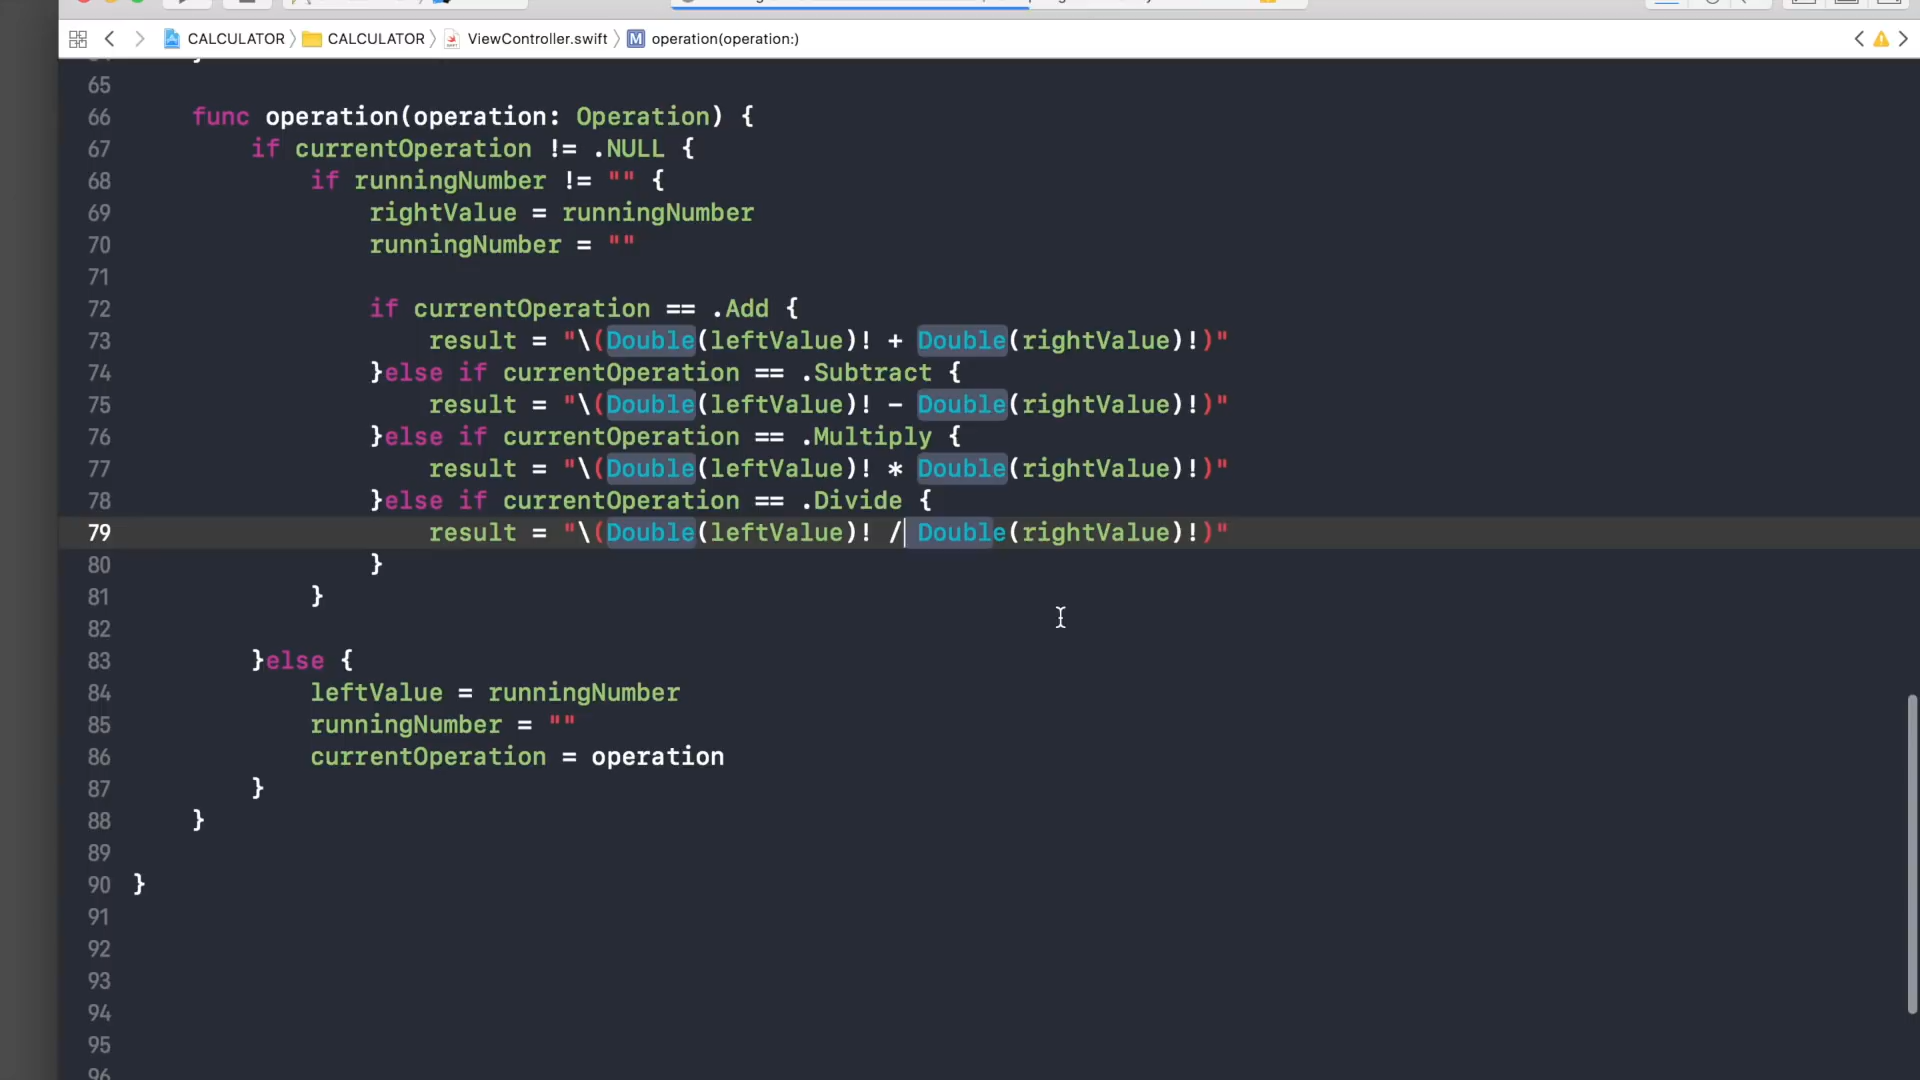 CALCULATOR CALCULATOR ViewController.swift M operation(operation:)
65
66 func operation(operation: Operation) {
67 if currentOperation != .NULL {
68 if runningNumber != "" {
69 rightValue = runningNumber
70 runningNumber = ""
71
72 if currentOperation == .Add {
73 result = "\(Double(leftValue)! + Double(rightValue)!)"
74 }else if currentOperation == .Subtract {
75 result = "\(Double(leftValue)! - Double(rightValue)!)"
76 }else if currentOperation == .Multiply {
77 result = "\(Double(leftValue)! * Double(rightValue)!)"
78 }else if currentOperation == .Divide {
79 result = "\(Double(leftValue)! / Double(rightValue)!)"
80 }
81 }
82
83 }else {
84 leftValue = runningNumber
85 runningNumber = ""
86 currentOperation = operation
87 }
88 }
89
90 }
91
92
93
94
95
96